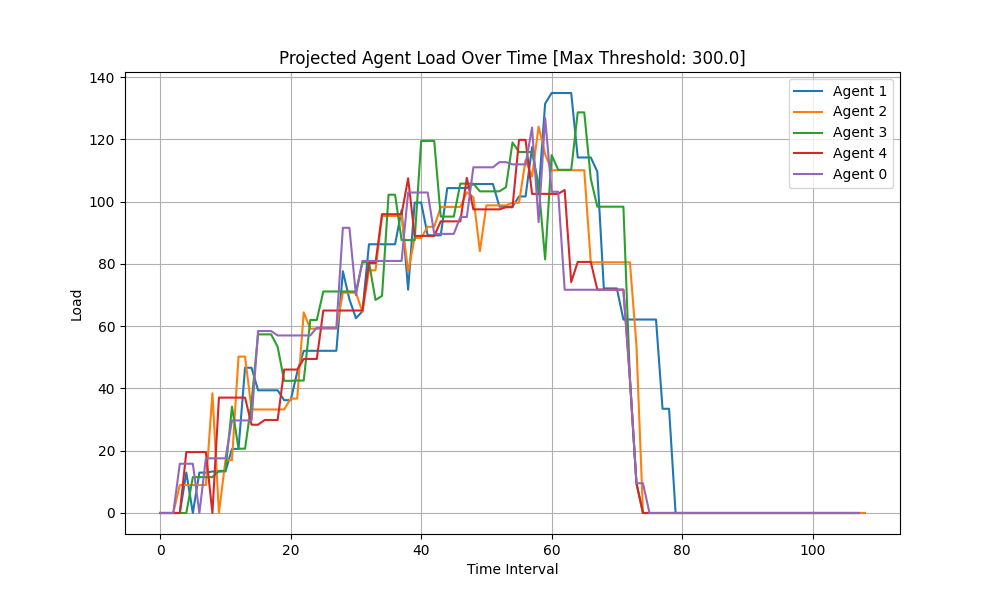 Projected Agent Load Over Time [Max Threshold: 300.0]
140
120
100
80
60
40
20
0
Load
0 20 40 60 80 100
Time Interval
Agent 1
Agent 2
Agent 3
Agent 4
Agent 0